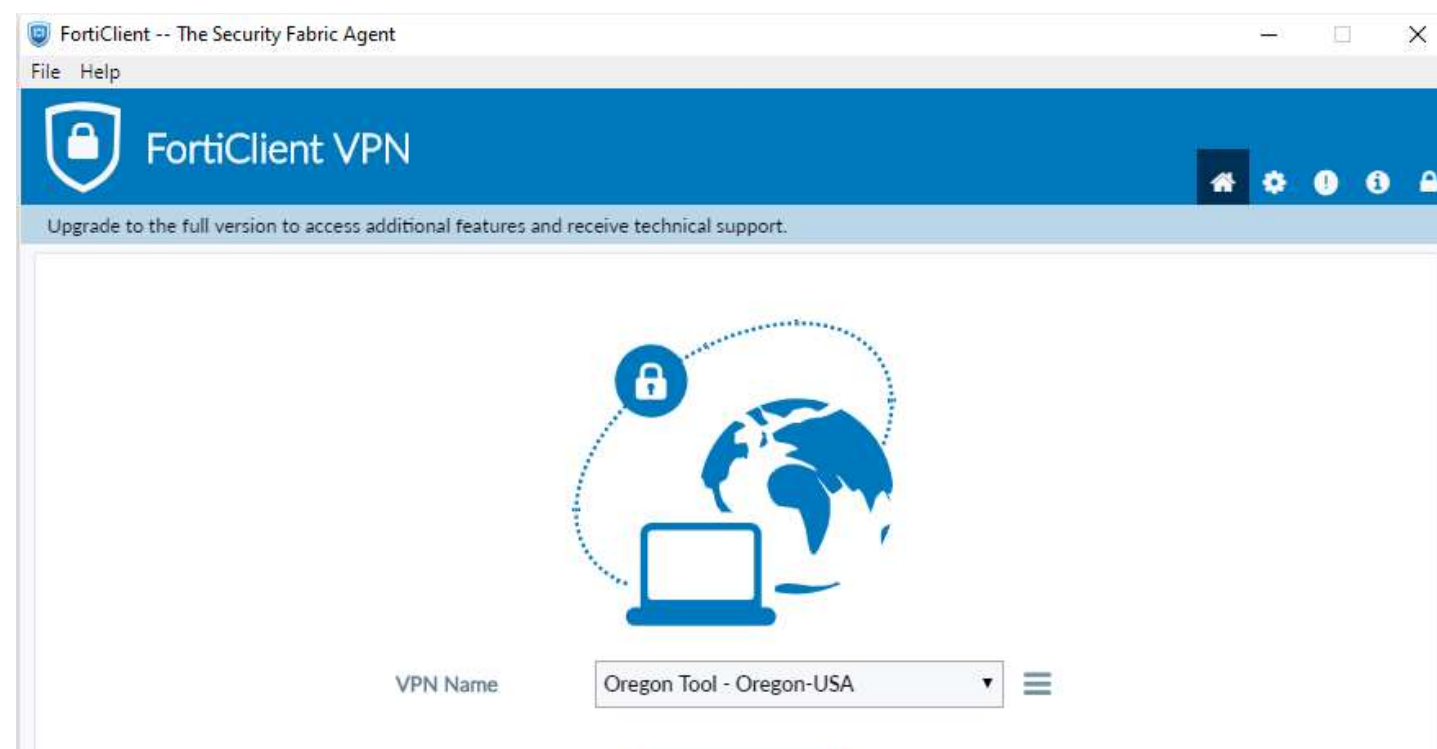 FortiClient -- The Security Fabric Agent
File Help
FortiClient VPN
Upgrade to the full version to access additional features and receive technical support.
VPN Name Oregon Tool - Oregon-USA